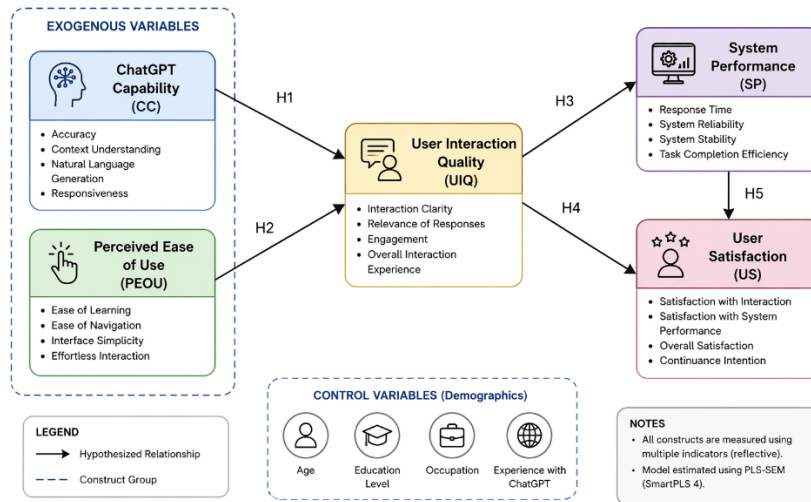 EXOGENOUS VARIABLES
ChatGPT
Capability
(CC)
• Accuracy
• Context Understanding
• Natural Language
Generation
• Responsiveness
Perceived Ease
of Use
(PEOU)
• Ease of Learning
• Ease of Navigation
• Interface Simplicity
• Effortless Interaction
H1
H2
User Interaction
Quality
(UIQ)
• Interaction Clarity
• Relevance of Responses
• Engagement
• Overall Interaction
Experience
H3
H4
System
Performance
(SP)
• Response Time
• System Reliability
• System Stability
• Task Completion Efficiency
H5
User
Satisfaction
(US)
• Satisfaction with Interaction
• Satisfaction with System
Performance
• Overall Satisfaction
• Continuance Intention
LEGEND
Hypothesized Relationship
Construct Group
CONTROL VARIABLES (Demographics)
Age
Education
Level
Occupation
Experience with
ChatGPT
NOTES
• All constructs are measured using
multiple indicators (reflective).
• Model estimated using PLS-SEM
(SmartPLS 4).